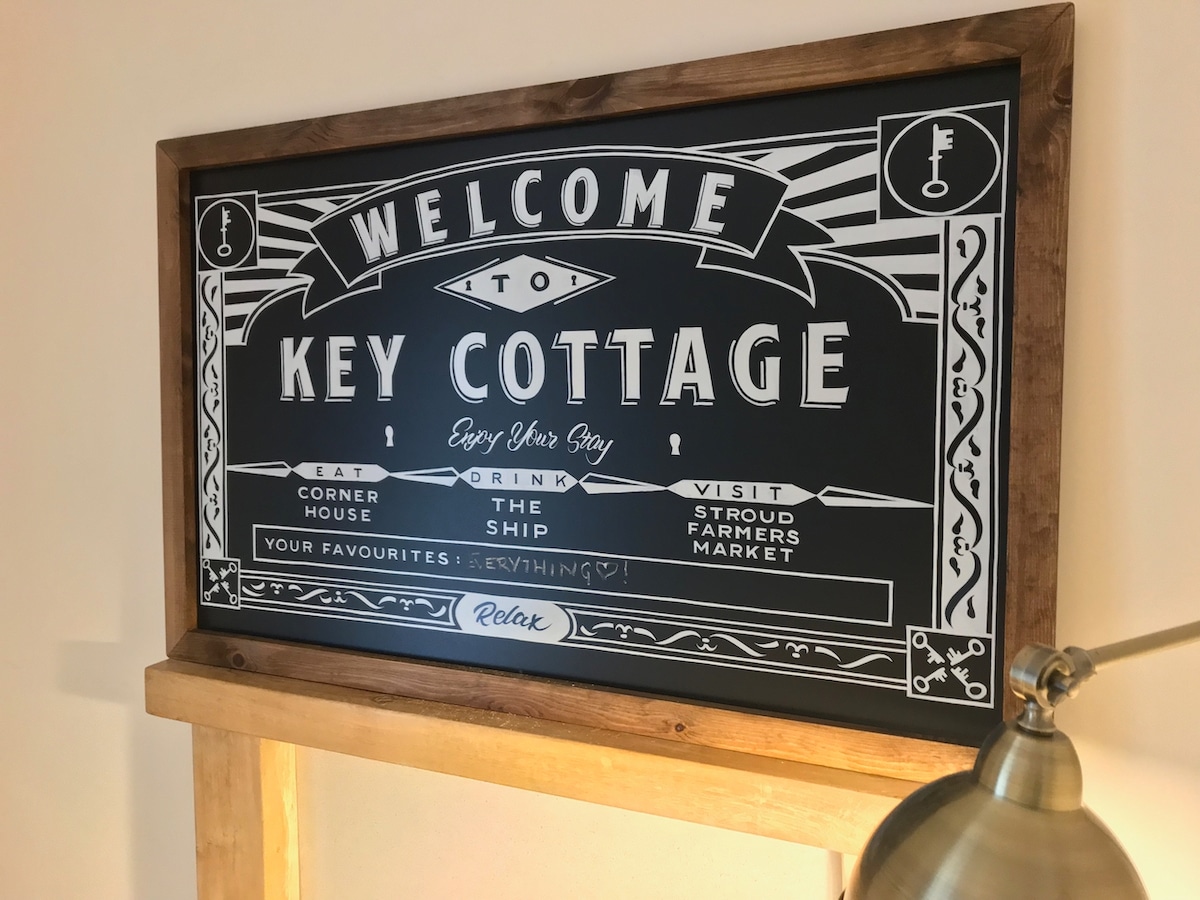 WELCOME
TO
KEY COTTAGE
Enjoy Your Stay
EAT
CORNER
HOUSE
DRINK
THE
SHIP
VISIT
STROUD
FARMERS
MARKET
YOUR FAVOURITES: EVERYTHING♡!
Relax